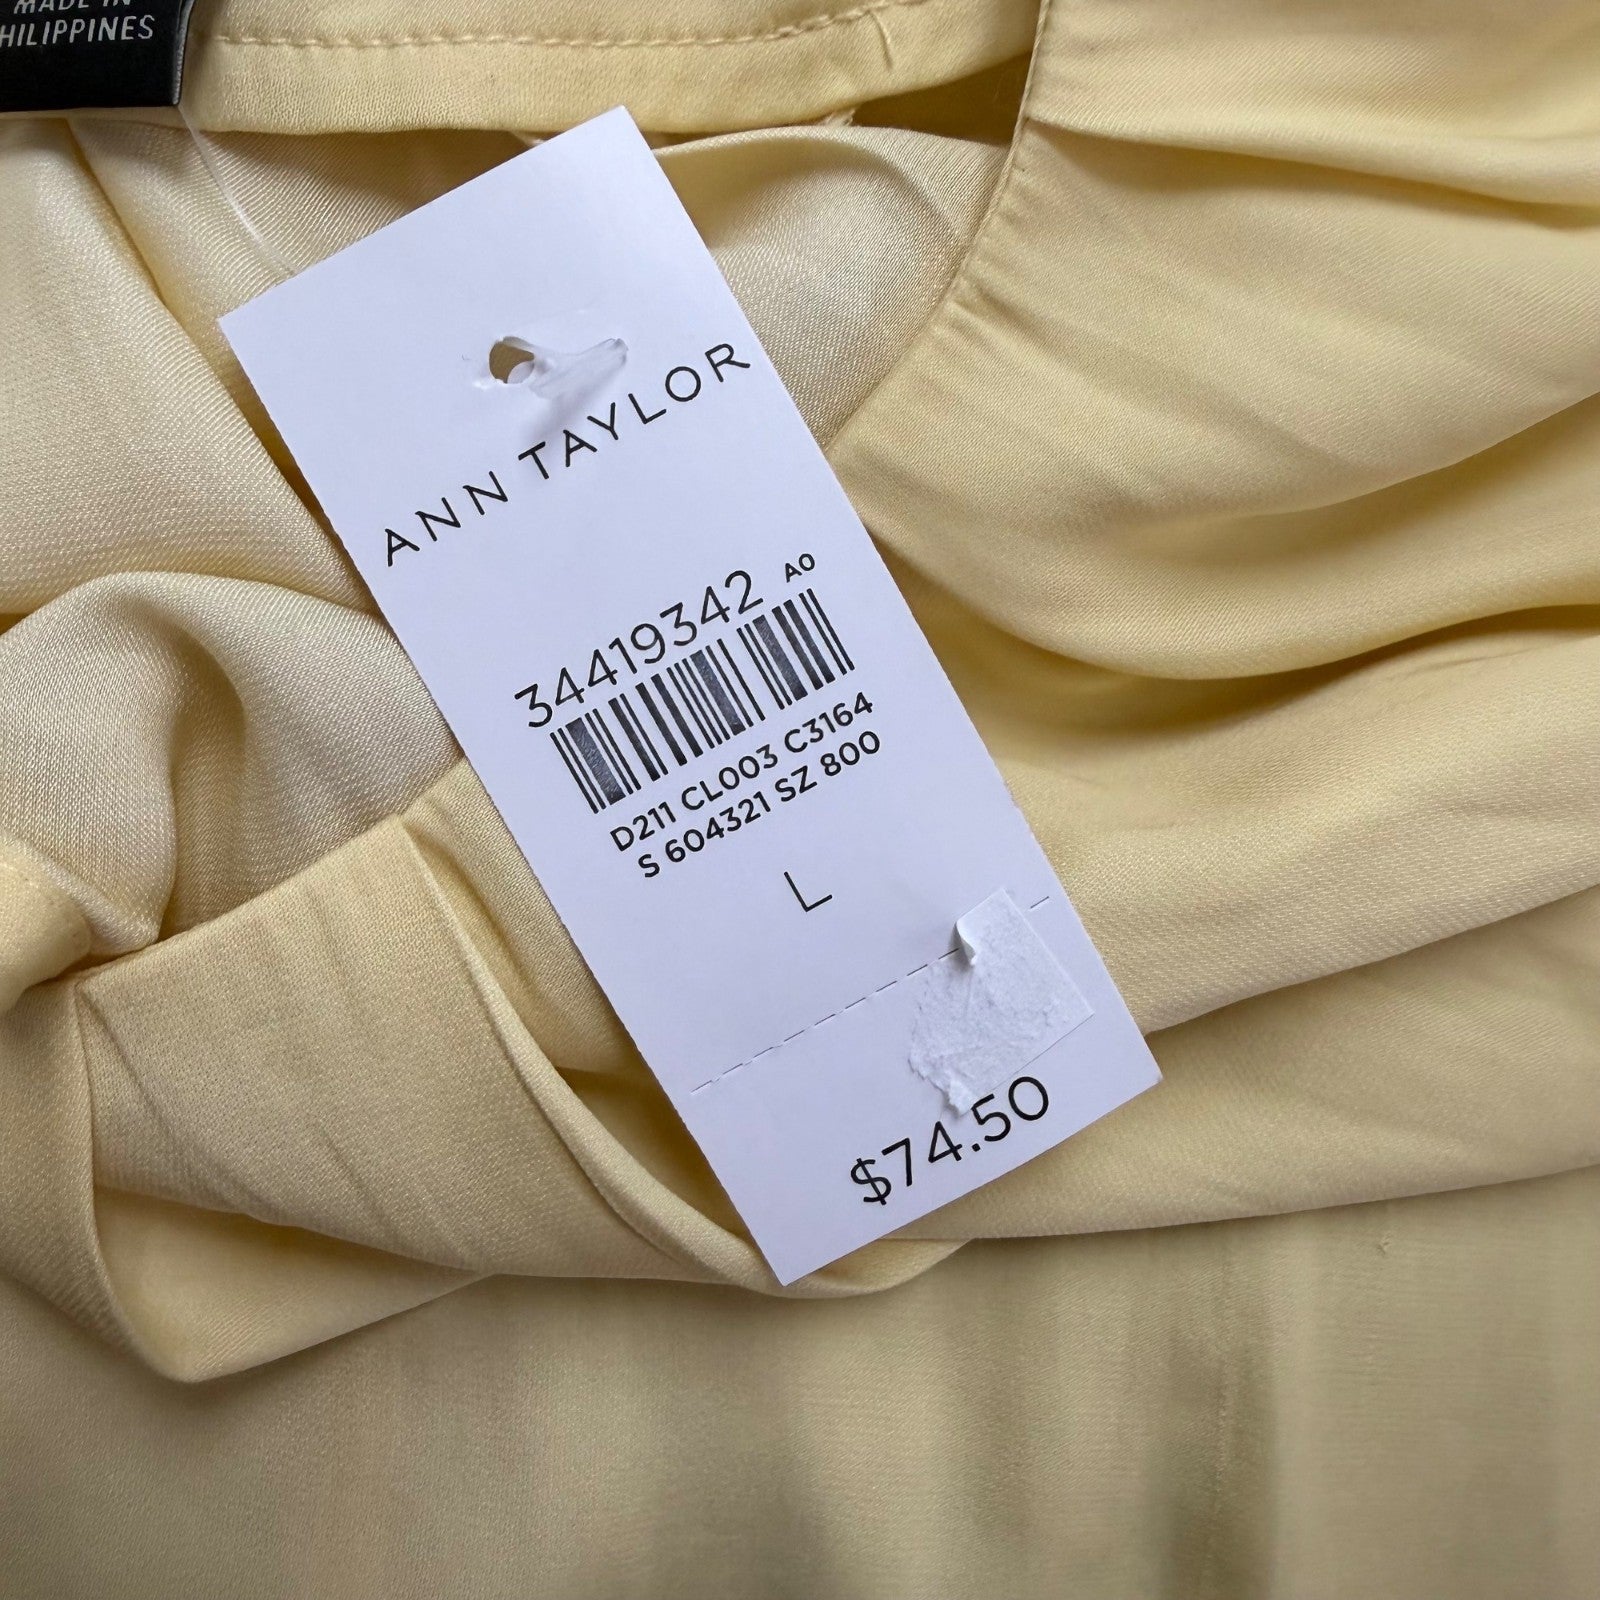 MADE IN
PHILIPPINES
ANN TAYLOR
34419342 A0
D211 CL003 C3164
S 604321 SZ 800
L
$74.50